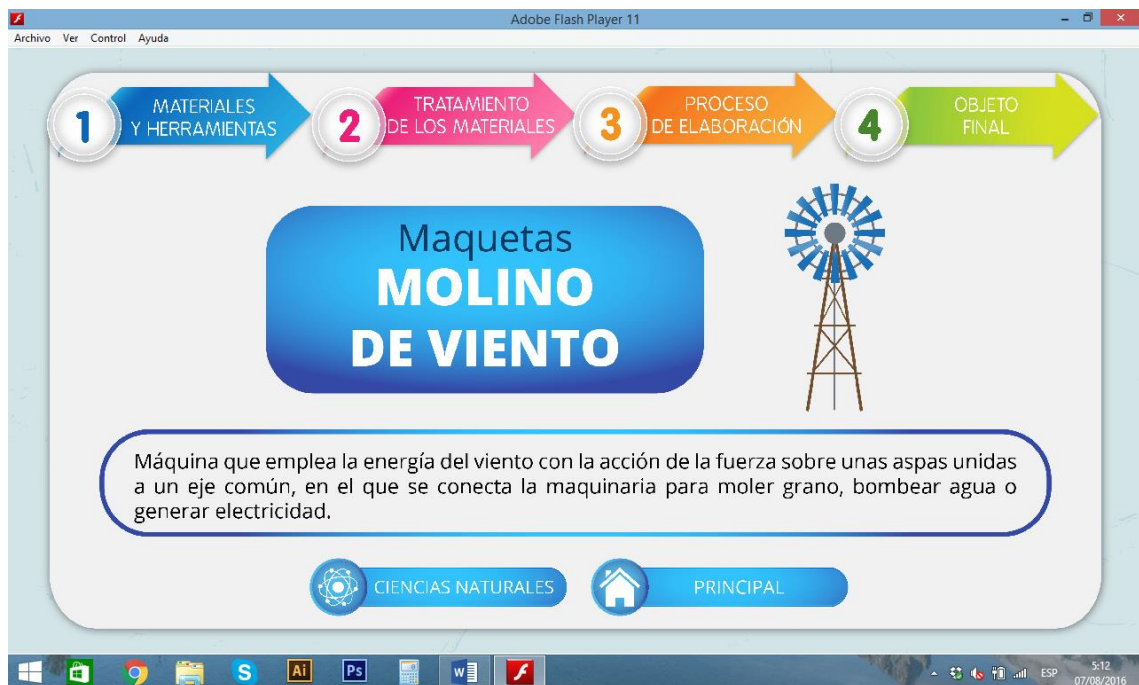 Adobe Flash Player 11
Archivo Ver Control Ayuda
1
MATERIALES
Y HERRAMIENTAS
2
TRATAMIENTO
DE LOS MATERIALES
3
PROCESO
DE ELABORACIÓN
4
OBJETO
FINAL
Maquetas
MOLINO
DE VIENTO
Máquina que emplea la energía del viento con la acción de la fuerza sobre unas aspas unidas
a un eje común, en el que se conecta la maquinaria para moler grano, bombear agua o
generar electricidad.
CIENCIAS NATURALES
PRINCIPAL
S
Ai
Ps
W
ESP
5:12
07/08/2016